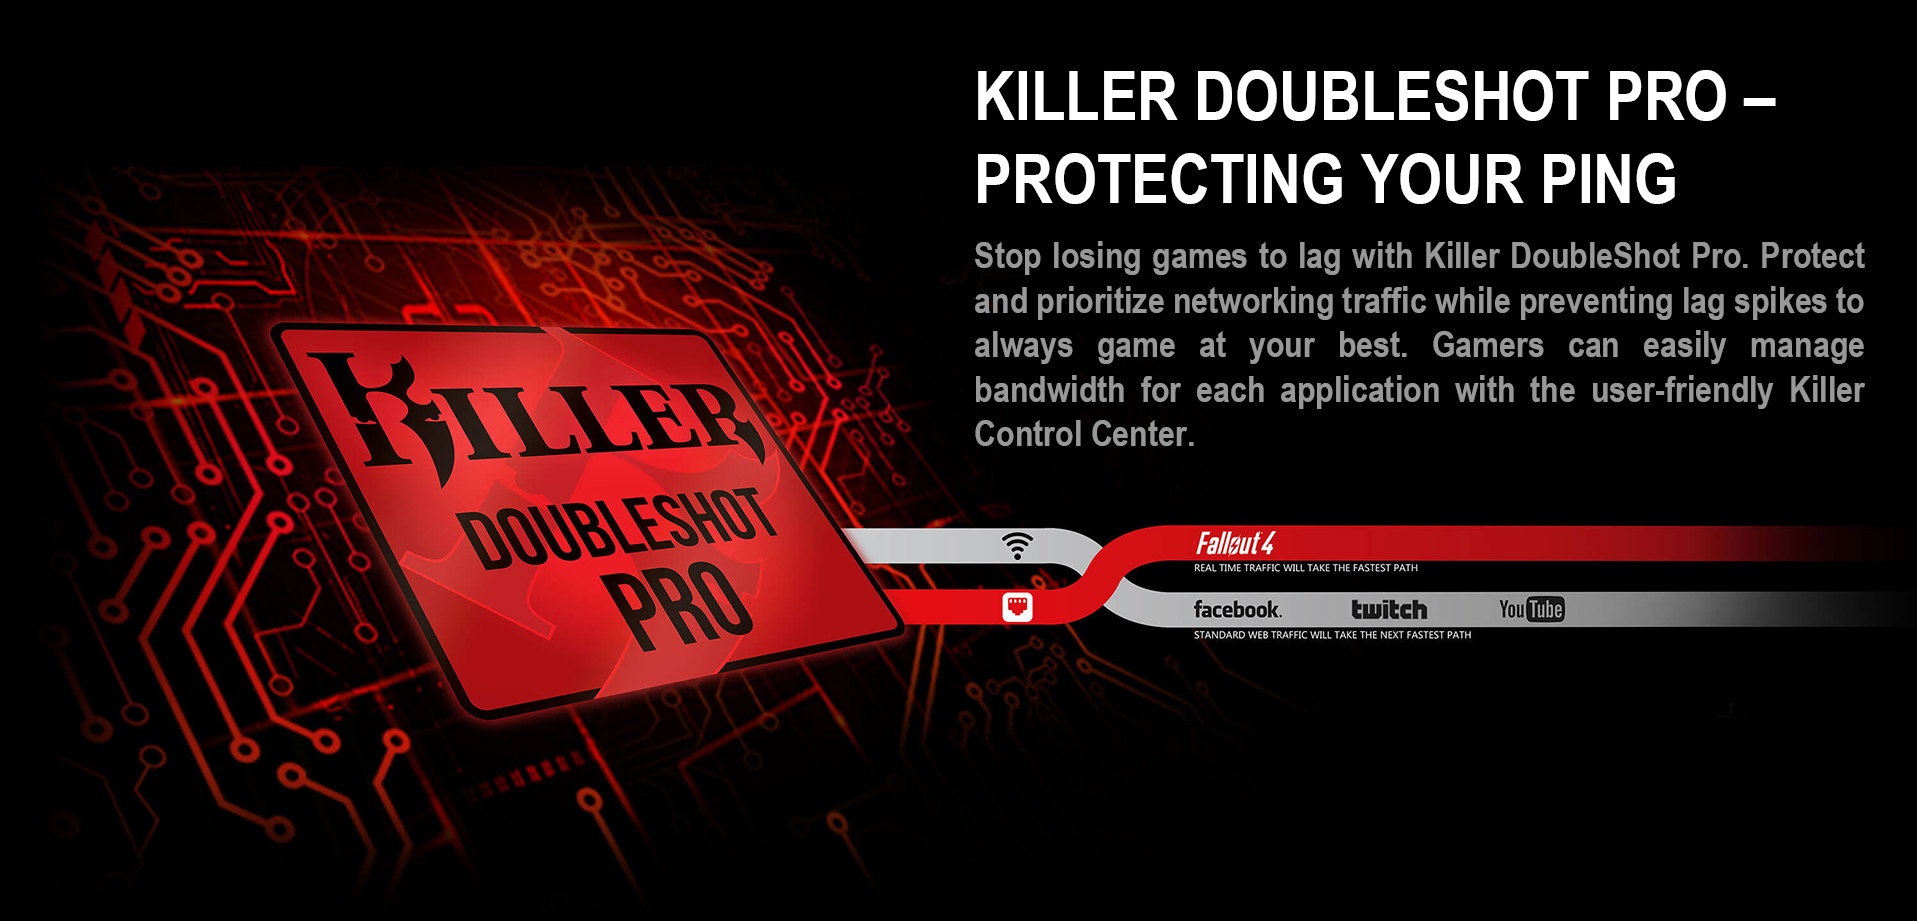 KILLER DOUBLESHOT PRO –
PROTECTING YOUR PING
Stop losing games to lag with Killer DoubleShot Pro. Protect
and prioritize networking traffic while preventing lag spikes to
always game at your best. Gamers can easily manage
bandwidth for each application with the user-friendly Killer
Control Center.
KILLER
DOUBLESHOT
PRO
Fallout 4
REAL TIME TRAFFIC WILL TAKE THE FASTEST PATH
facebook. twitch YouTube
STANDARD WEB TRAFFIC WILL TAKE THE NEXT FASTEST PATH